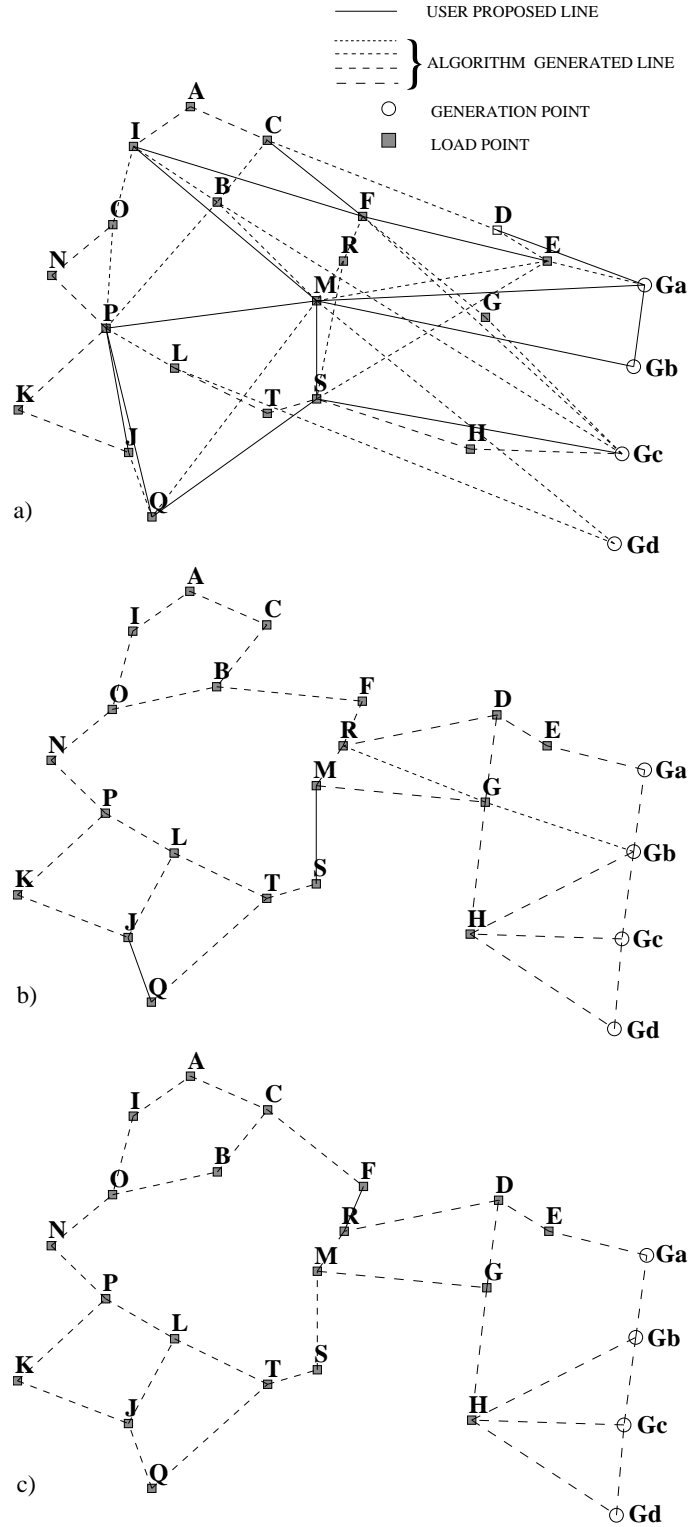 USER PROPOSED LINE
ALGORITHM GENERATED LINE
GENERATION POINT
LOAD POINT
A
I
C
B
F
D
O
R
E
N
M
Ga
P
G
L
Gb
K
T
S
J
H
Gc
Q
a)
Gd
A
I
C
B
F
O
D
R
E
N
M
Ga
P
G
L
Gb
K
T
S
J
H
Gc
Q
b)
Gd
A
I
C
B
F
O
D
R
E
N
M
Ga
P
G
L
Gb
K
T
S
J
H
Gc
Q
c)
Gd